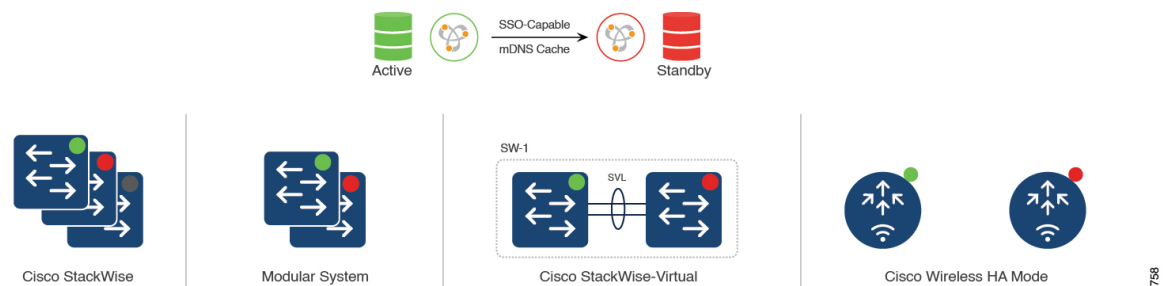 SSO-Capable
mDNS Cache
Active
Standby
SW-1
SVL
Cisco StackWise
Modular System
Cisco StackWise-Virtual
Cisco Wireless HA Mode
758